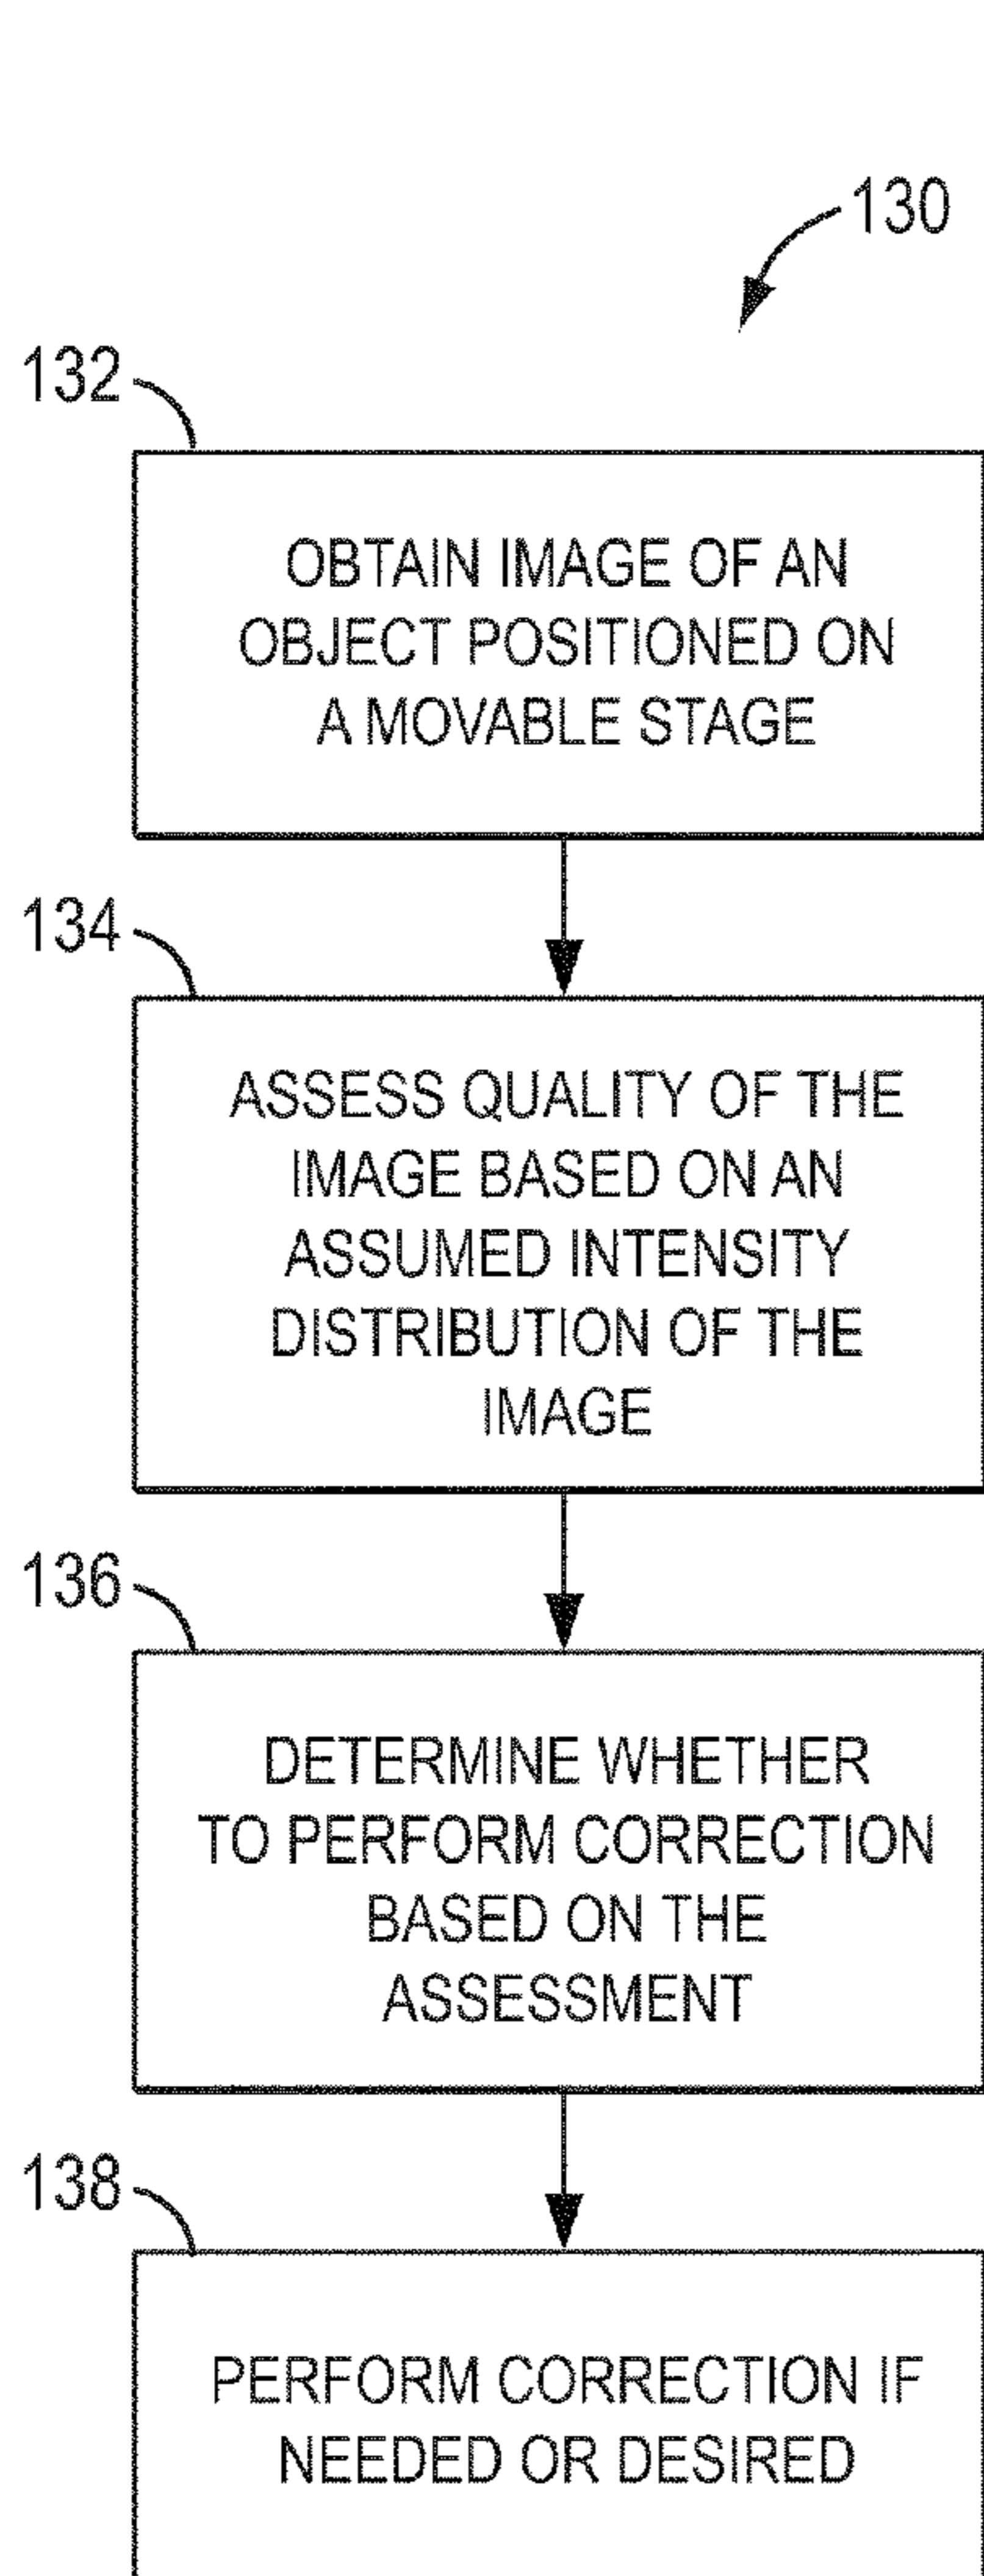 130
132
OBTAIN IMAGE OF AN
OBJECT POSITIONED ON
A MOVABLE STAGE
134
ASSESS QUALITY OF THE
IMAGE BASED ON AN
ASSUMED INTENSITY
DISTRIBUTION OF THE
IMAGE
136
DETERMINE WHETHER
TO PERFORM CORRECTION
BASED ON THE
ASSESSMENT
138
PERFORM CORRECTION IF
NEEDED OR DESIRED